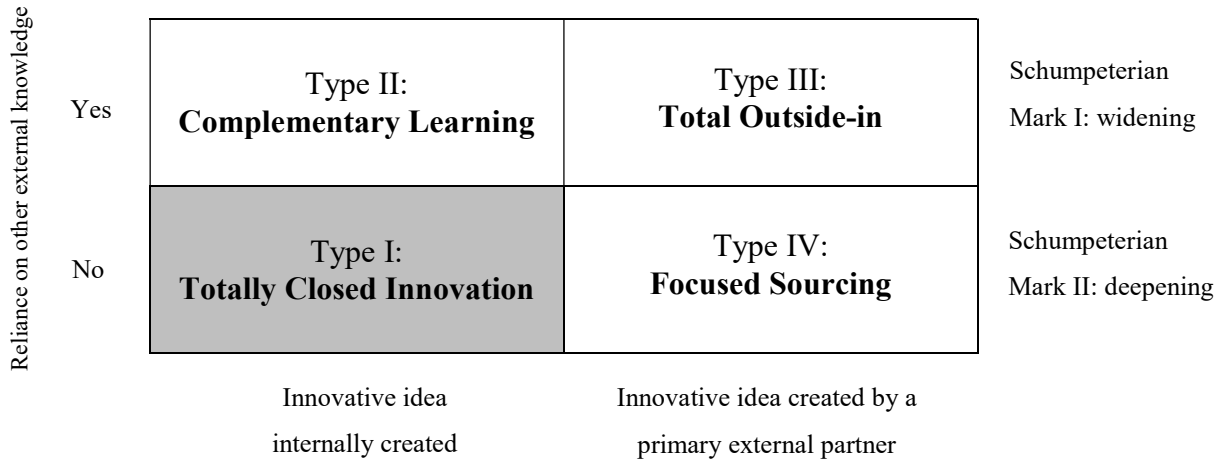 Reliance on other external knowledge
Yes
Type II:
Complementary Learning
Type III:
Total Outside-in
Schumpeterian
Mark I: widening
No
Type I:
Totally Closed Innovation
Type IV:
Focused Sourcing
Schumpeterian
Mark II: deepening
Innovative idea
internally created
Innovative idea created by a
primary external partner